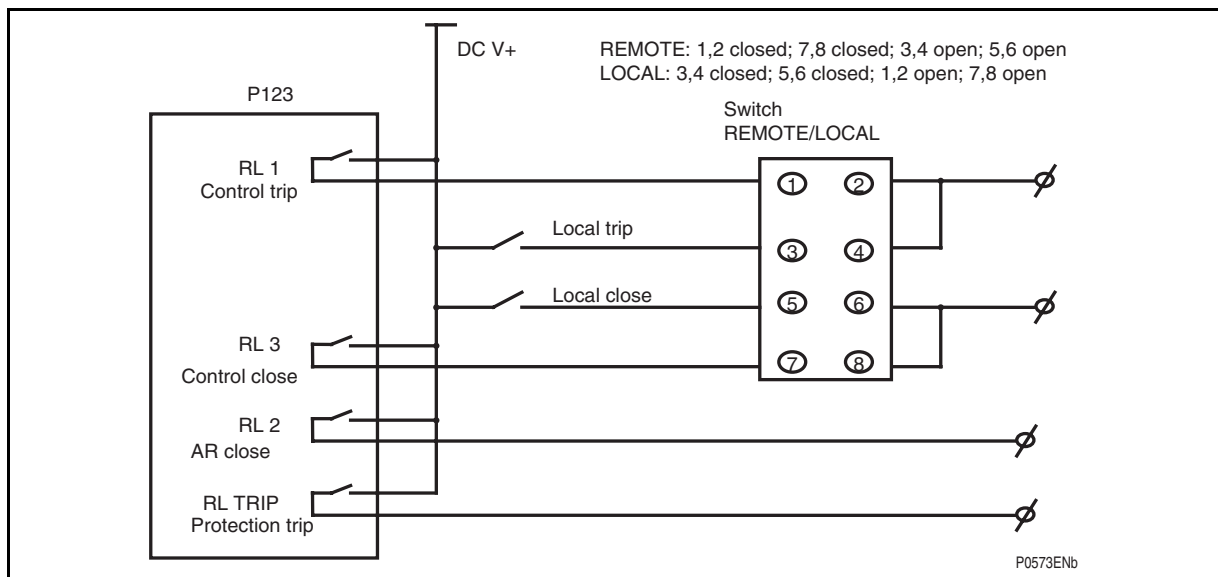 DC V+
REMOTE: 1,2 closed; 7,8 closed; 3,4 open; 5,6 open
LOCAL: 3,4 closed; 5,6 closed; 1,2 open; 7,8 open
P123
Switch
REMOTE/LOCAL
RL 1
Control trip
1 2
Local trip
3 4
Local close
5 6
RL 3
Control close
7 8
RL 2
AR close
RL TRIP
Protection trip
P0573ENb